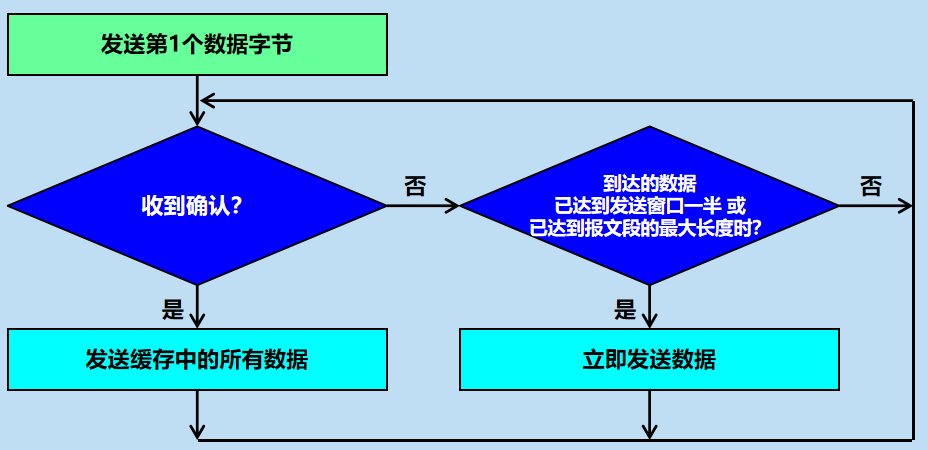 发送第1个数据字节
收到确认？
否
到达的数据
已达到发送窗口一半 或
已达到报文段的最大长度时？
否
是
是
发送缓存中的所有数据
立即发送数据